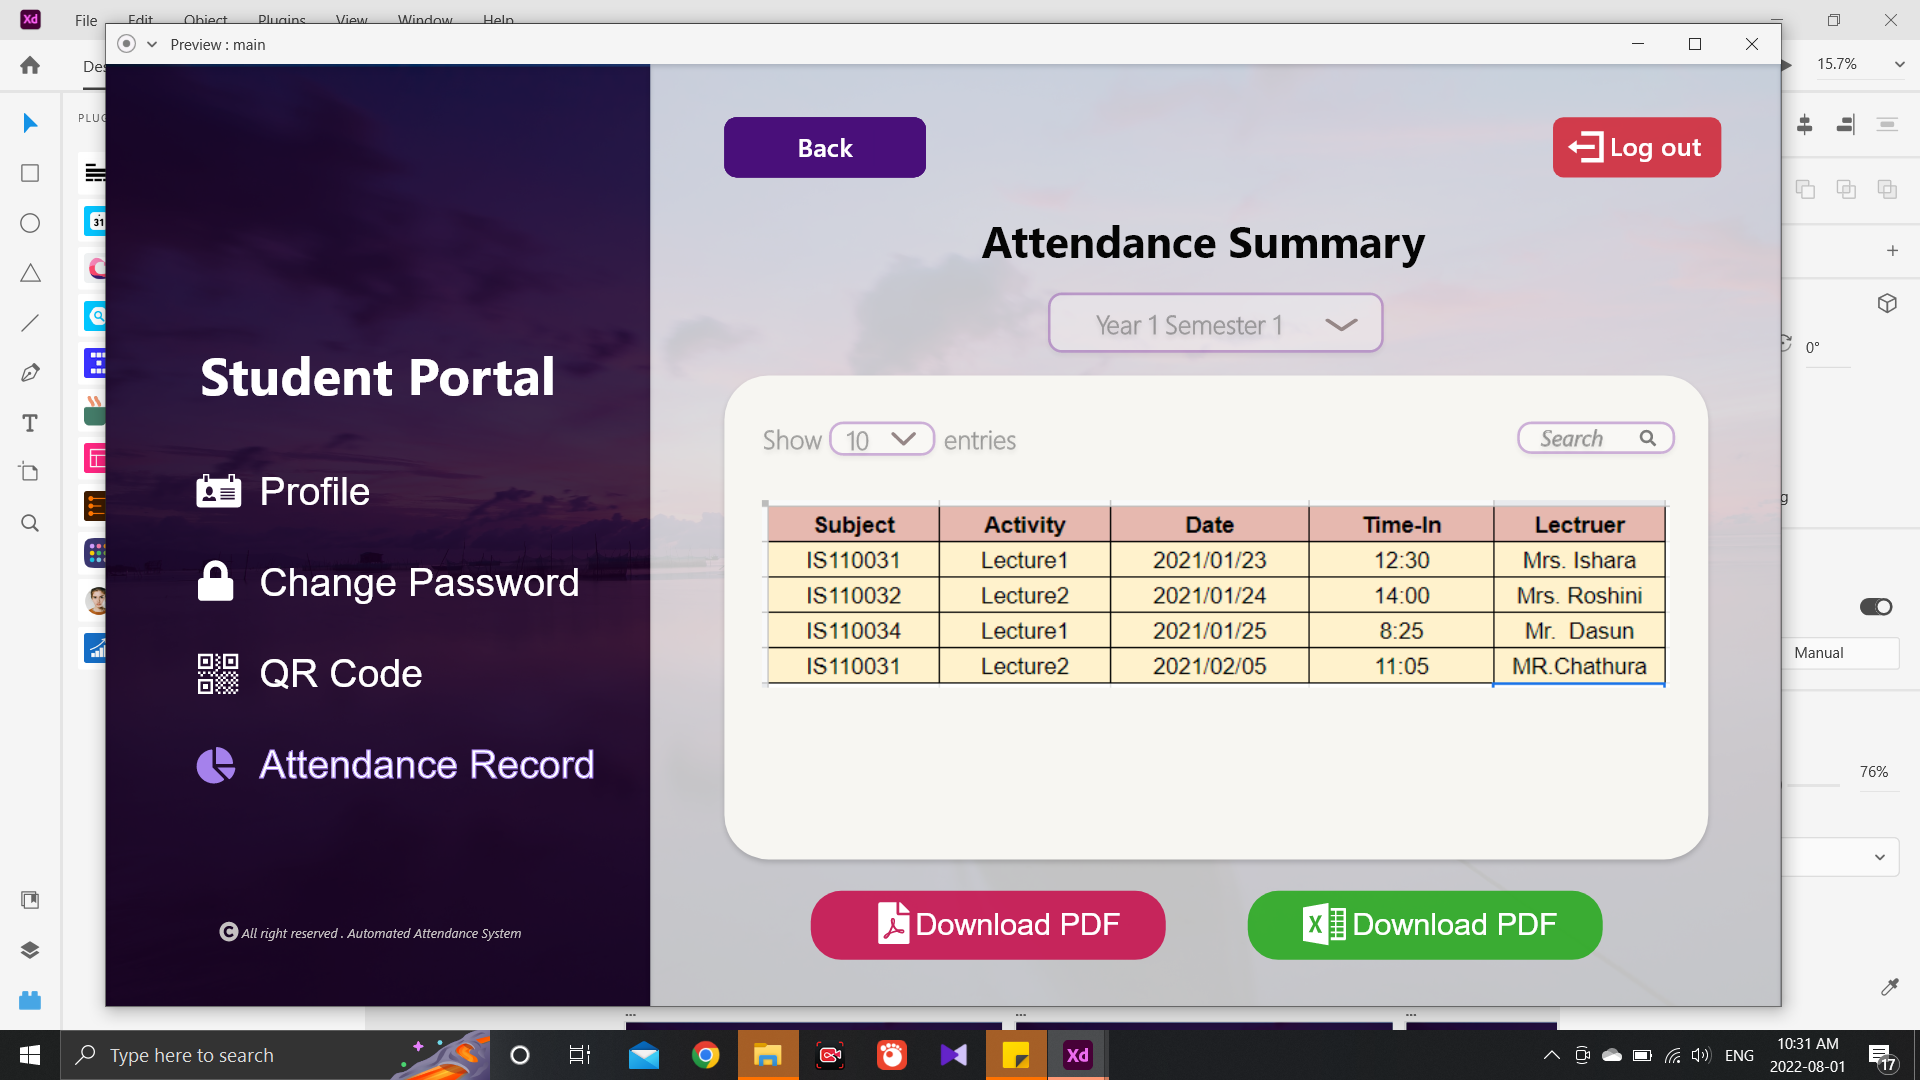 Xd File Edit Object Plugins View Window Help
Preview : main
15.7%
PLUG
31
Back
Log out
Attendance Summary
Year 1 Semester 1
0°
Student Portal
Show 10 entries
Search
Profile
Change Password
QR Code
Attendance Record
Subject Activity Date Time-In Lectruer
IS110031 Lecture1 2021/01/23 12:30 Mrs. Ishara
IS110032 Lecture2 2021/01/24 14:00 Mrs. Roshini
IS110034 Lecture1 2021/01/25 8:25 Mr. Dasun
IS110031 Lecture2 2021/02/05 11:05 MR.Chathura
Manual
76%
Download PDF
Download PDF
C All right reserved . Automated Attendance System
Type here to search
Xd
ENG
10:31 AM
2022-08-01
17